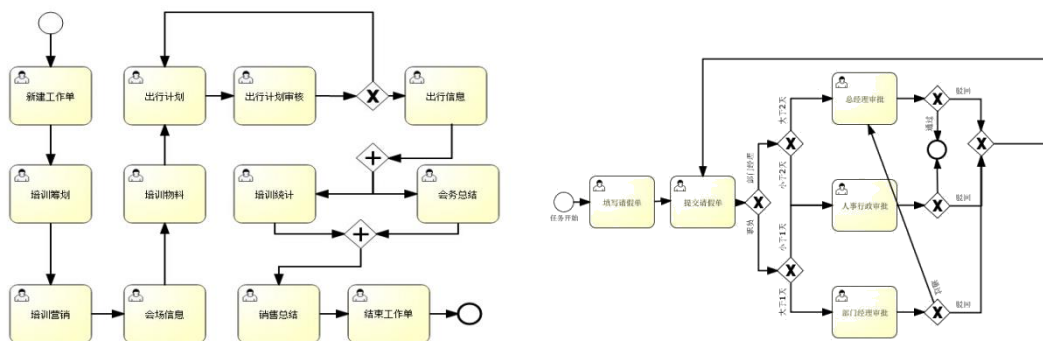 新建工作单
出行计划
出行计划审核
出行信息
培训筹划
培训物料
培训统计
会务总结
培训营销
会场信息
销售总结
结束工作单
任务开始
填写请假单
提交请假单
部门经理
职员
大于2天
小于2天
小于1天
大于1天
总经理审批
人事行政审批
部门经理审批
驳回
通过
驳回
驳回